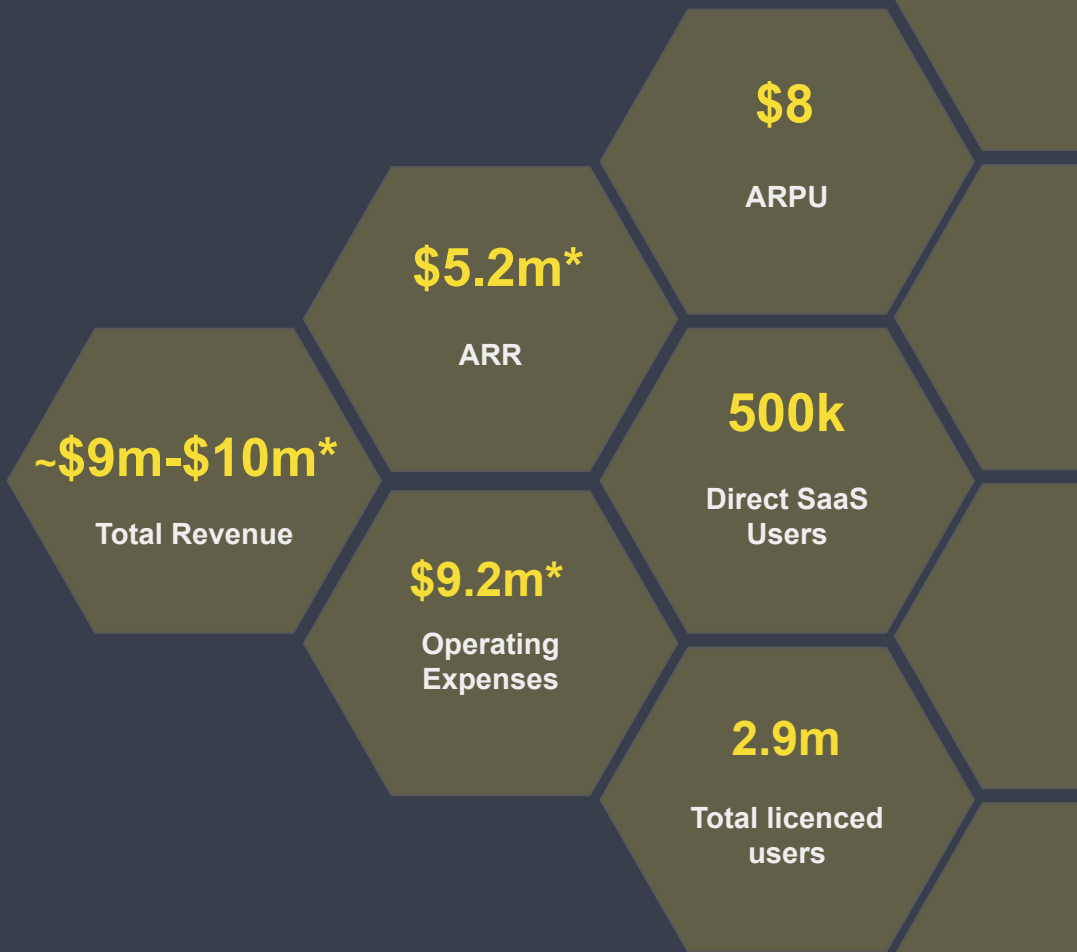 $8
ARPU
$5.2m*
ARR
~$9m-$10m*
Total Revenue
500k
Direct SaaS
Users
$9.2m*
Operating
Expenses
2.9m
Total licenced
users